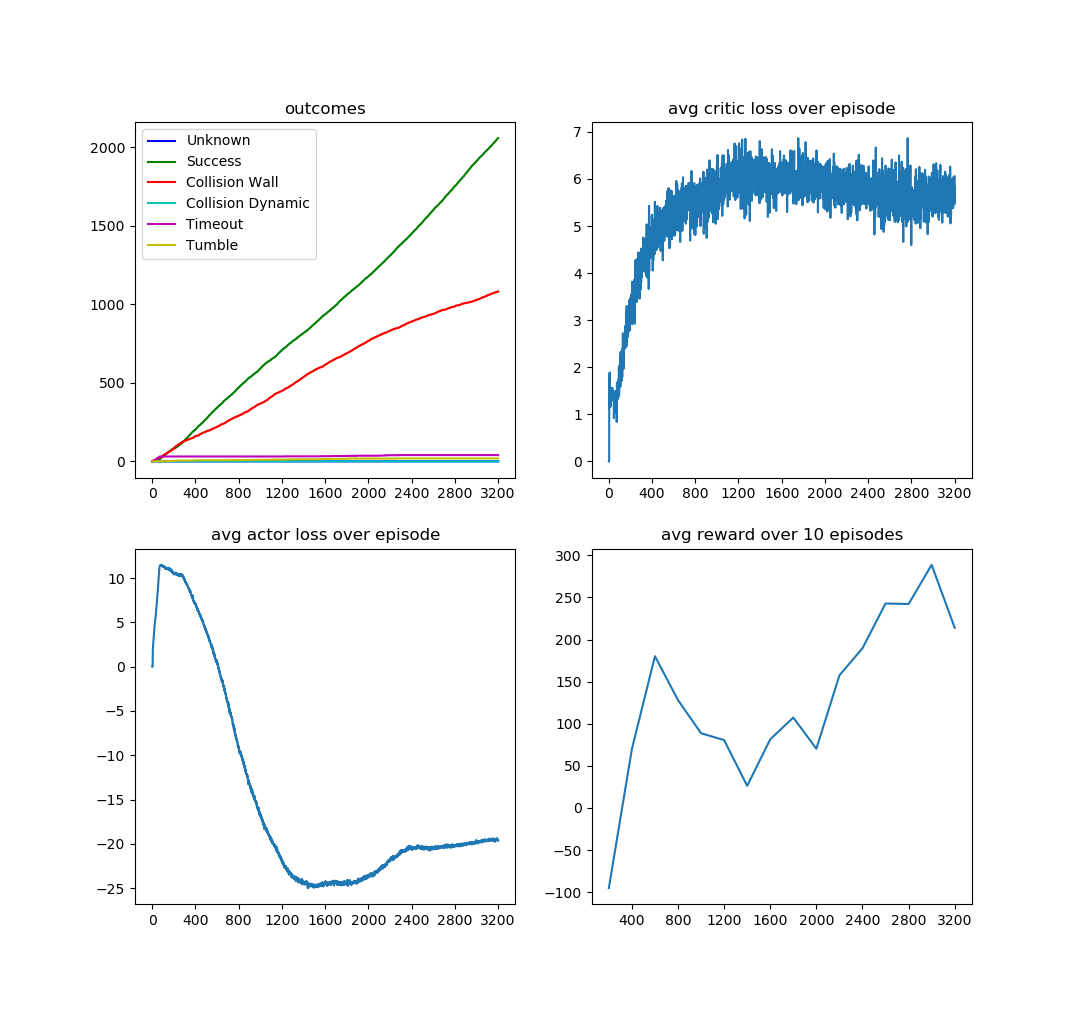 outcomes
2000
1500
1000
500
0
Unknown
Success
Collision Wall
Collision Dynamic
Timeout
Tumble
0 400 800 1200 1600 2000 2400 2800 3200
avg critic loss over episode
7
6
5
4
3
2
1
0
0 400 800 1200 1600 2000 2400 2800 3200
avg actor loss over episode
10
5
0
−5
−10
−15
−20
−25
0 400 800 1200 1600 2000 2400 2800 3200
avg reward over 10 episodes
300
250
200
150
100
50
0
−50
−100
400 800 1200 1600 2000 2400 2800 3200